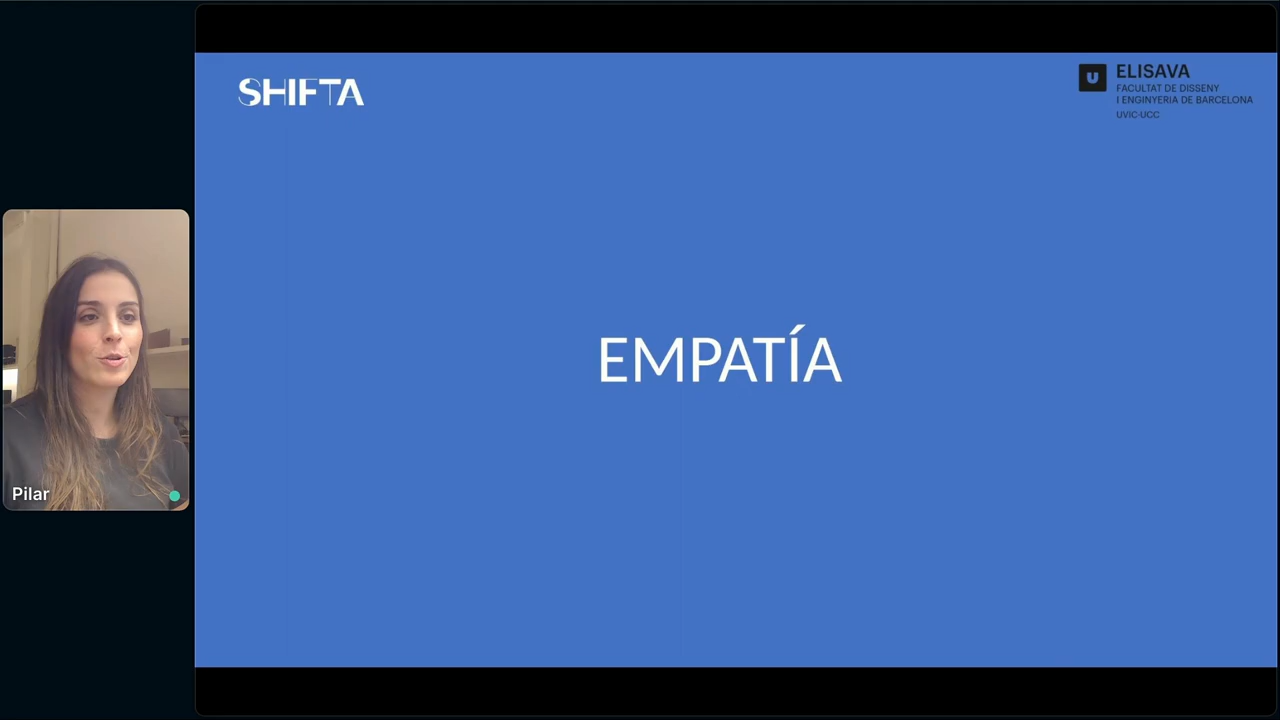 SHIFTA
U
ELISAVA
FACULTAT DE DISSENY
I ENGINYERIA DE BARCELONA
UVIC·UCC
EMPATÍA
Pilar